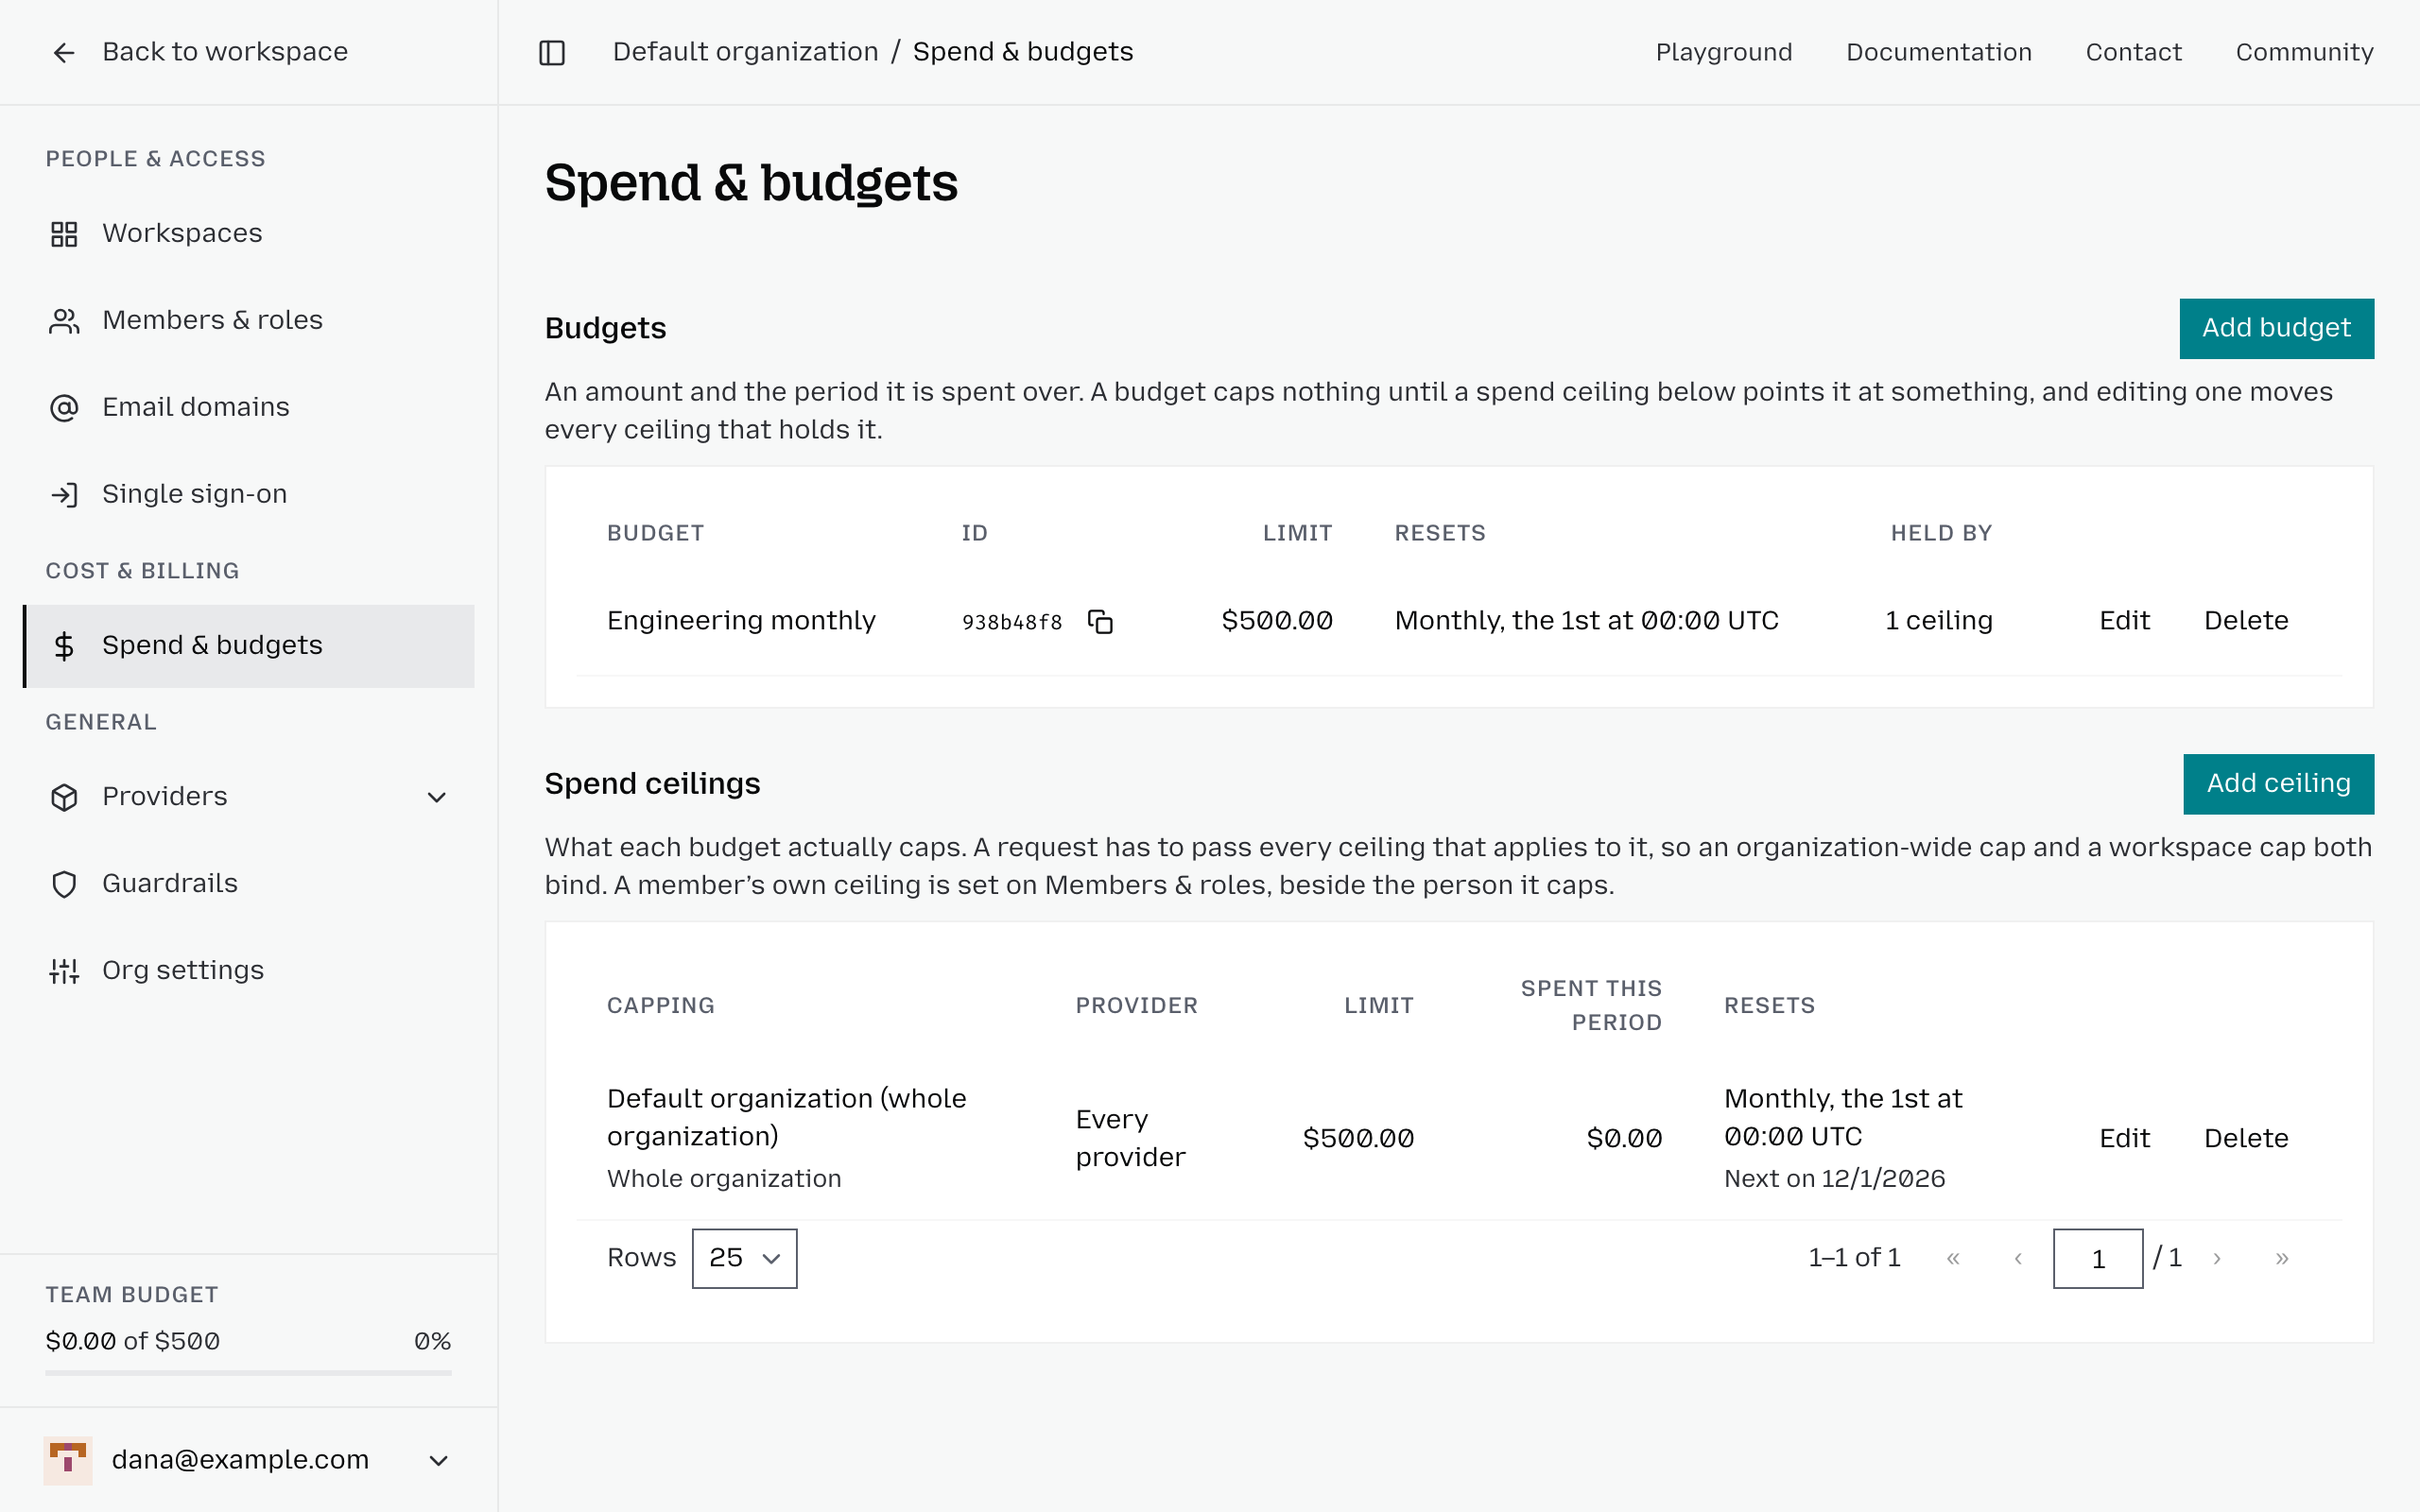 Back to workspace
Default organization / Spend & budgets
Playground Documentation Contact Community
PEOPLE & ACCESS
Workspaces
Members & roles
Email domains
Single sign-on
COST & BILLING
Spend & budgets
GENERAL
Providers
Guardrails
Org settings
TEAM BUDGET
$0.00 of $500 0%
dana@example.com
Spend & budgets
Budgets
Add budget
An amount and the period it is spent over. A budget caps nothing until a spend ceiling below points it at something, and editing one moves
every ceiling that holds it.
BUDGET ID LIMIT RESETS HELD BY
Engineering monthly 938b48f8 $500.00 Monthly, the 1st at 00:00 UTC 1 ceiling Edit Delete
Spend ceilings
Add ceiling
What each budget actually caps. A request has to pass every ceiling that applies to it, so an organization-wide cap and a workspace cap both
bind. A member’s own ceiling is set on Members & roles, beside the person it caps.
CAPPING PROVIDER LIMIT SPENT THIS PERIOD RESETS
Default organization (whole
organization)
Whole organization
Every
provider
$500.00
$0.00
Monthly, the 1st at
00:00 UTC
Next on 12/1/2026
Edit Delete
Rows 25
1–1 of 1 « ‹ 1 / 1 › »